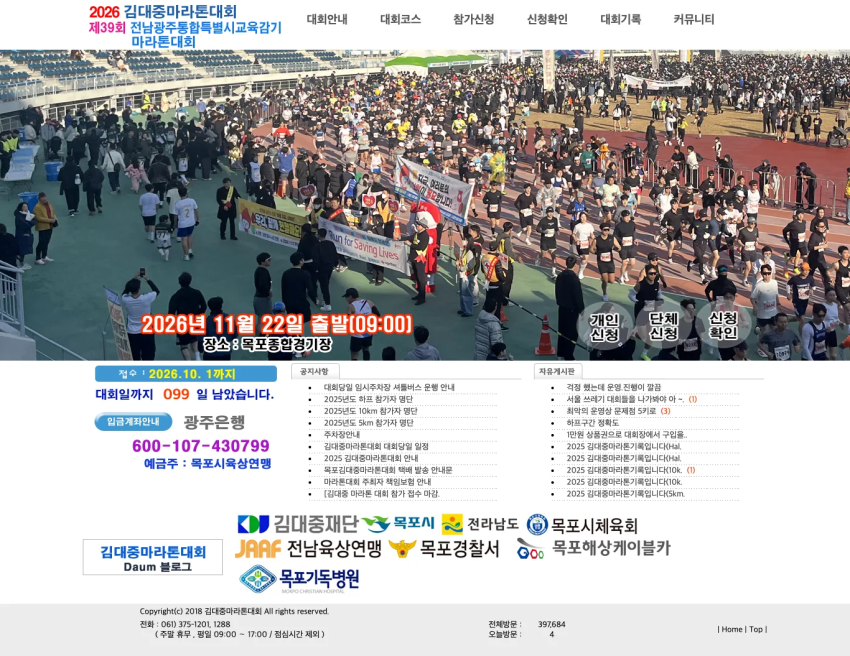 2026 김대중마라톤대회
제39회 전남광주통합특별시교육감기
마라톤대회
대회안내 대회코스 참가신청 신청확인 대회기록 커뮤니티
Run for Saving Lives
2026년 11월 22일 출발(09:00)
장소 : 목포종합경기장
개인 신청
단체 신청
신청 확인
접수 : 2026.10. 1까지
대회일까지 099 일 남았습니다.
입금계좌안내 광주은행
600-107-430799
예금주 : 목포시육상연맹
공지사항
대회당일 임시주차장 셔틀버스 운행 안내
2025년도 하프 참가자 명단
2025년도 10km 참가자 명단
2025년도 5km 참가자 명단
주차장안내
김대중마라톤대회 대회당일 일정
2025 김대중마라톤대회 안내
목포김대중마라톤대회 택배 발송 안내문
마라톤대회 주최자 책임보험 안내
[김대중 마라톤 대회 참가 접수 마감.
자유게시판
걱정 했는데 운영.진행이 깔끔
서울 쓰레기 대회들을 나가봐야 아 ~. (1)
최악의 운영상 문제점 5키로 (3)
하프구간 정확도
1만원 상품권으로 대회장에서 구입을..
2025 김대중마라톤기록입니다(Hal.
2025 김대중마라톤기록입니다(Hal.
2025 김대중마라톤기록입니다(10k. (1)
2025 김대중마라톤기록입니다(10k.
2025 김대중마라톤기록입니다(5km.
김대중재단 목포시 전라남도 목포시체육회
김대중마라톤대회
Daum 블로그
JAAF 전남육상연맹 목포경찰서 목포해상케이블카
목포기독병원
MOKPO CHRISTIAN HOSPITAL
Copyright(c) 2018 김대중마라톤대회 All rights reserved.
전화 : 061) 375-1201, 1288
( 주말 휴무 , 평일 09:00 ~ 17:00 / 점심시간 제외 )
전체방문 : 397,684
오늘방문 : 4
| Home | Top |